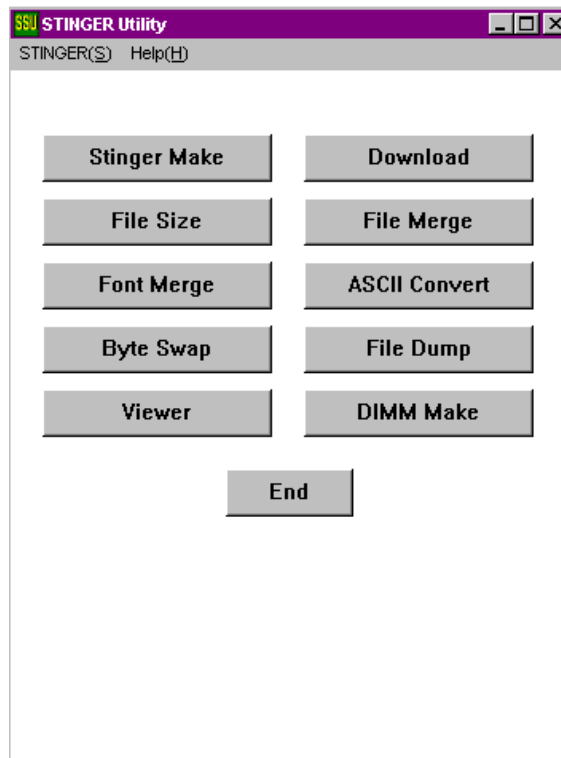 SSU STINGER Utility
STINGER(S) Help(H)
Stinger Make Download
File Size File Merge
Font Merge ASCII Convert
Byte Swap File Dump
Viewer DIMM Make
End